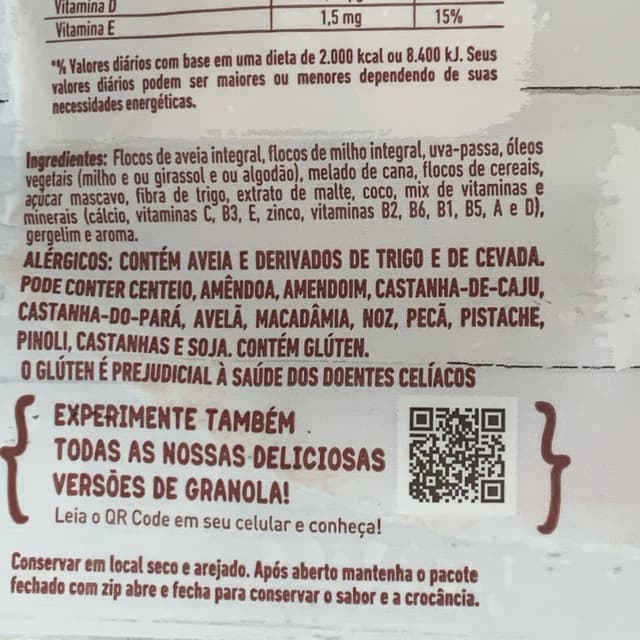 Vitamina D
Vitamina E 1,5 mg 15%
*% Valores diários com base em uma dieta de 2.000 kcal ou 8.400 kJ. Seus
valores diários podem ser maiores ou menores dependendo de suas
necessidades energéticas.
Ingredientes: Flocos de aveia integral, flocos de milho integral, uva-passa, óleos
vegetais (milho e ou girassol e ou algodão), melado de cana, flocos de cereais,
açúcar mascavo, fibra de trigo, extrato de malte, coco, mix de vitaminas e
minerais (cálcio, vitaminas C, B3, E, zinco, vitaminas B2, B6, B1, B5, A e D),
gergelim e aroma.
ALÉRGICOS: CONTÉM AVEIA E DERIVADOS DE TRIGO E DE CEVADA.
PODE CONTER CENTEIO, AMÊNDOA, AMENDOIM, CASTANHA-DE-CAJU,
CASTANHA-DO-PARÁ, AVELÃ, MACADÂMIA, NOZ, PECÃ, PISTACHE,
PINOLI, CASTANHAS E SOJA. CONTÉM GLÚTEN.
O GLÚTEN É PREJUDICIAL À SAÚDE DOS DOENTES CELÍACOS
EXPERIMENTE TAMBÉM
TODAS AS NOSSAS DELICIOSAS
VERSÕES DE GRANOLA!
Leia o QR Code em seu celular e conheça!
Conservar em local seco e arejado. Após aberto mantenha o pacote
fechado com zip abre e fecha para conservar o sabor e a crocância.